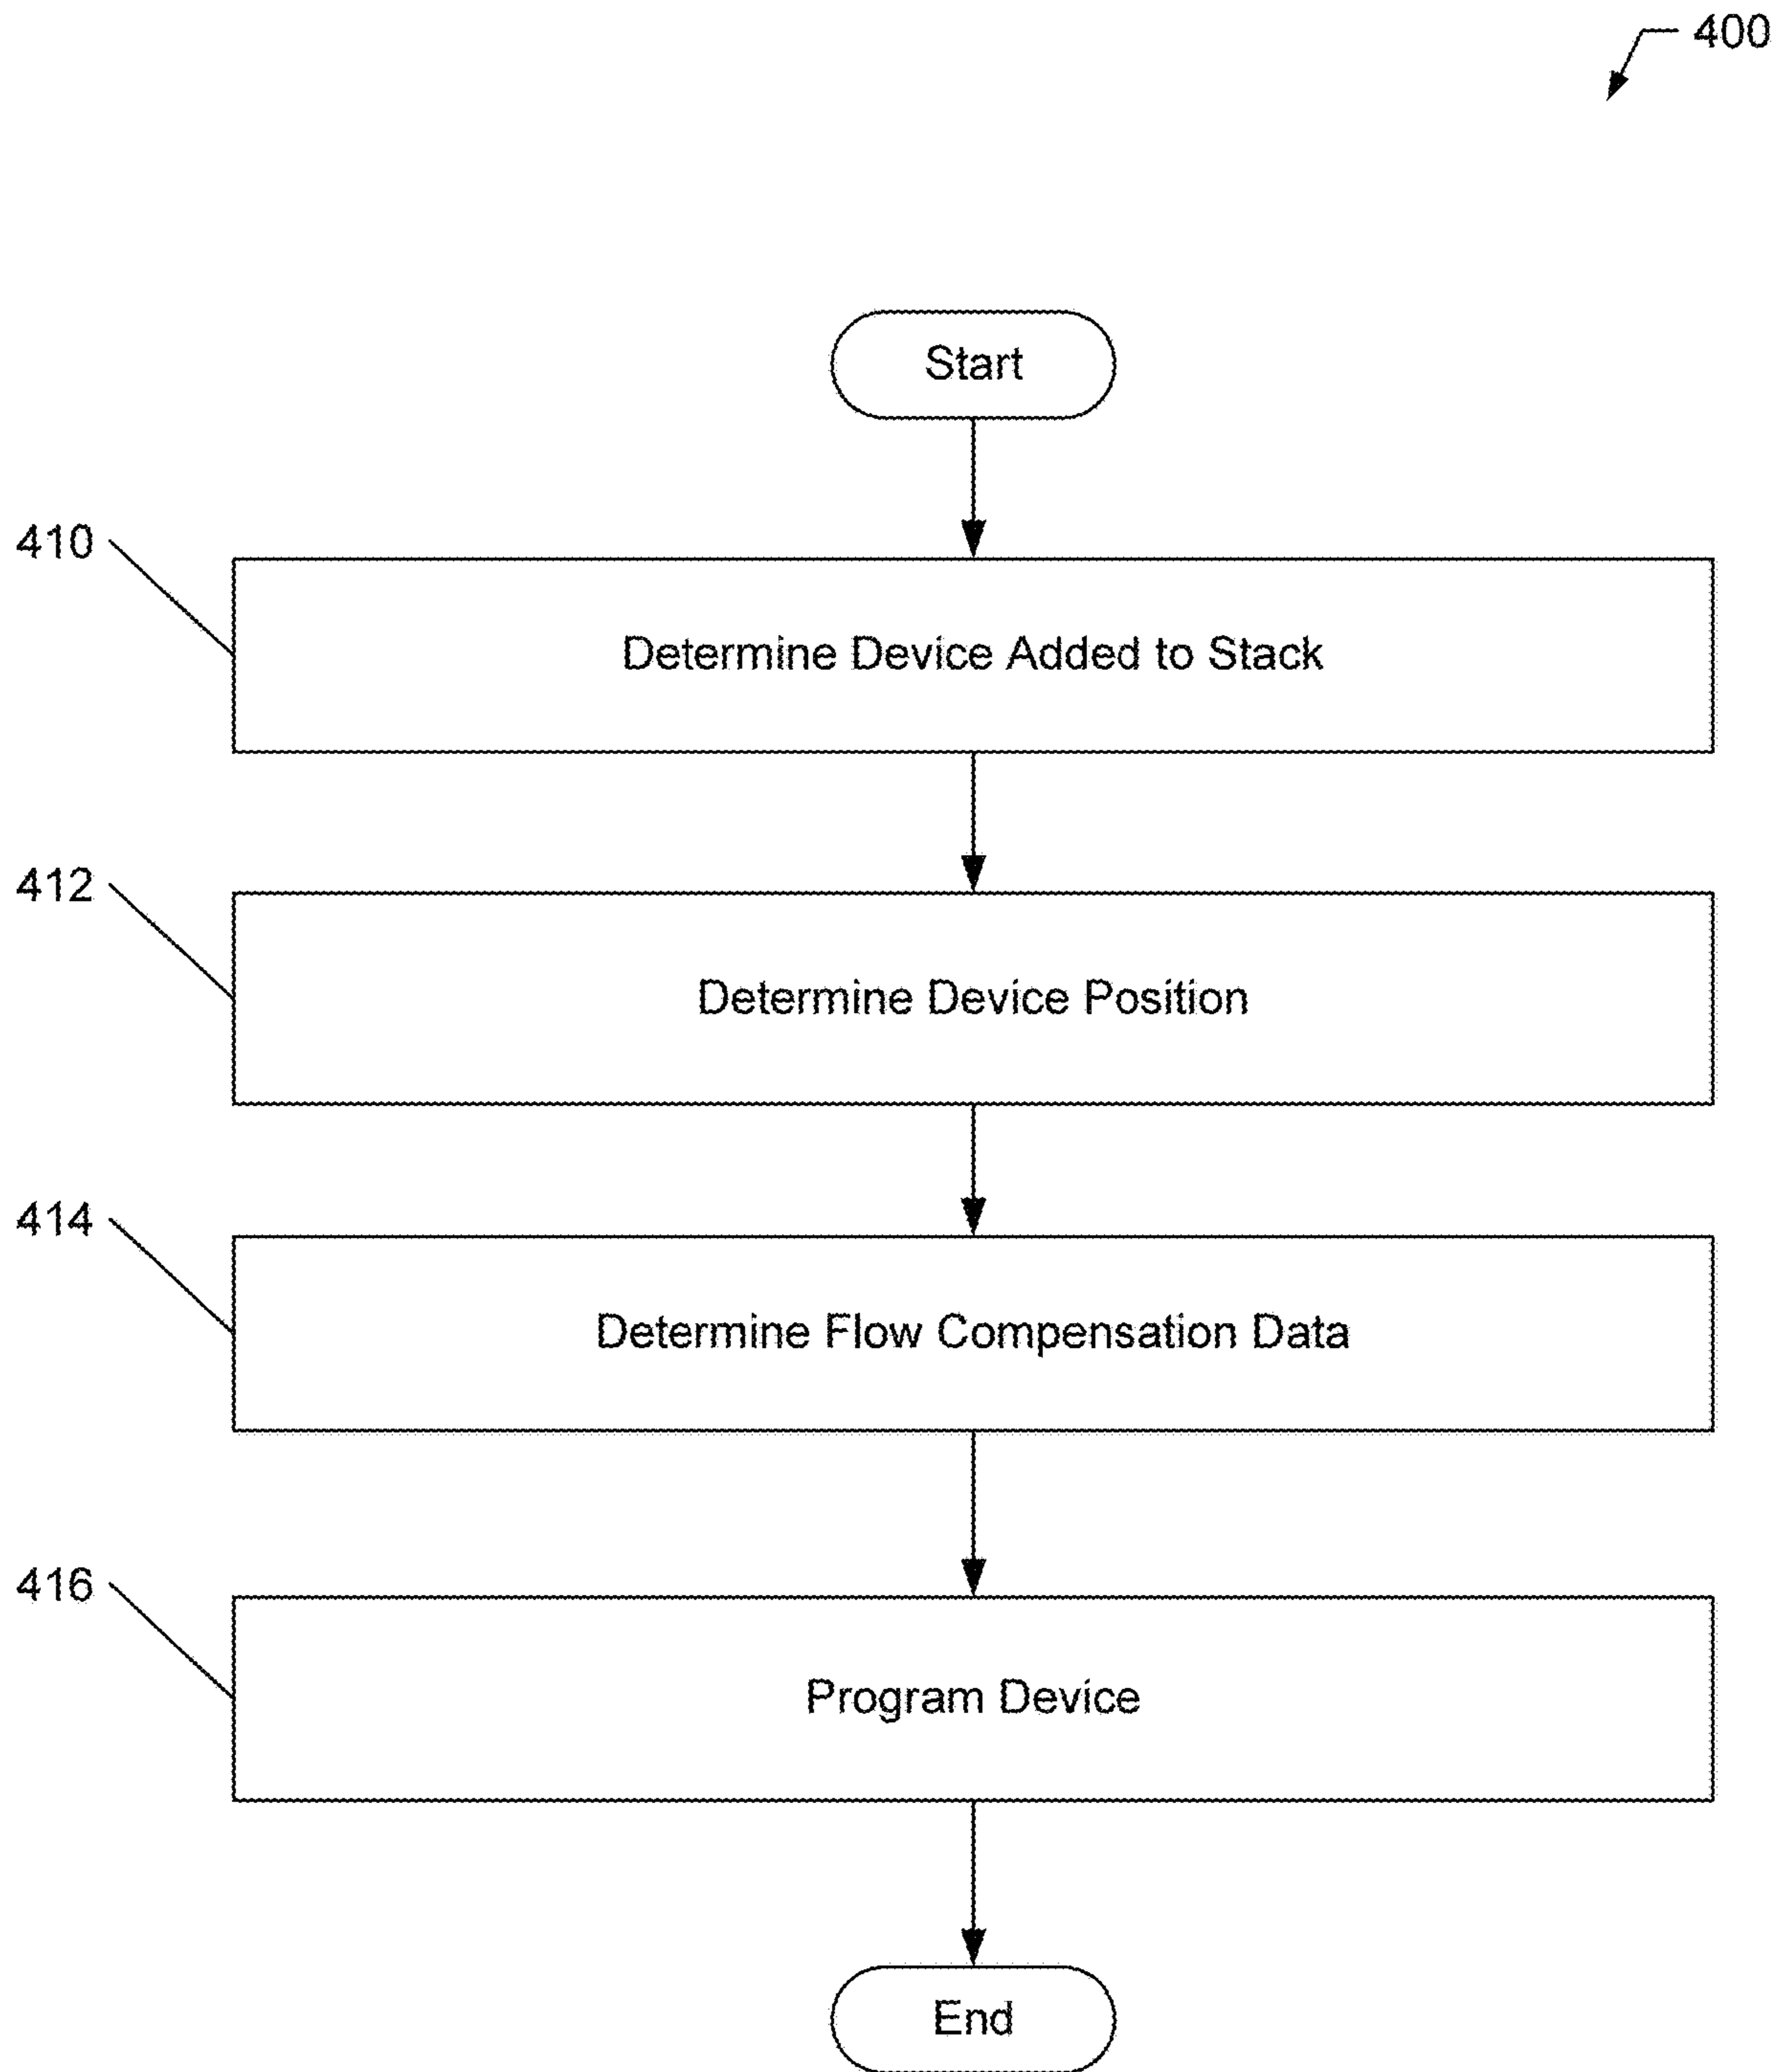 400
Start
410
Determine Device Added to Stack
412
Determine Device Position
414
Determine Flow Compensation Data
416
Program Device
End